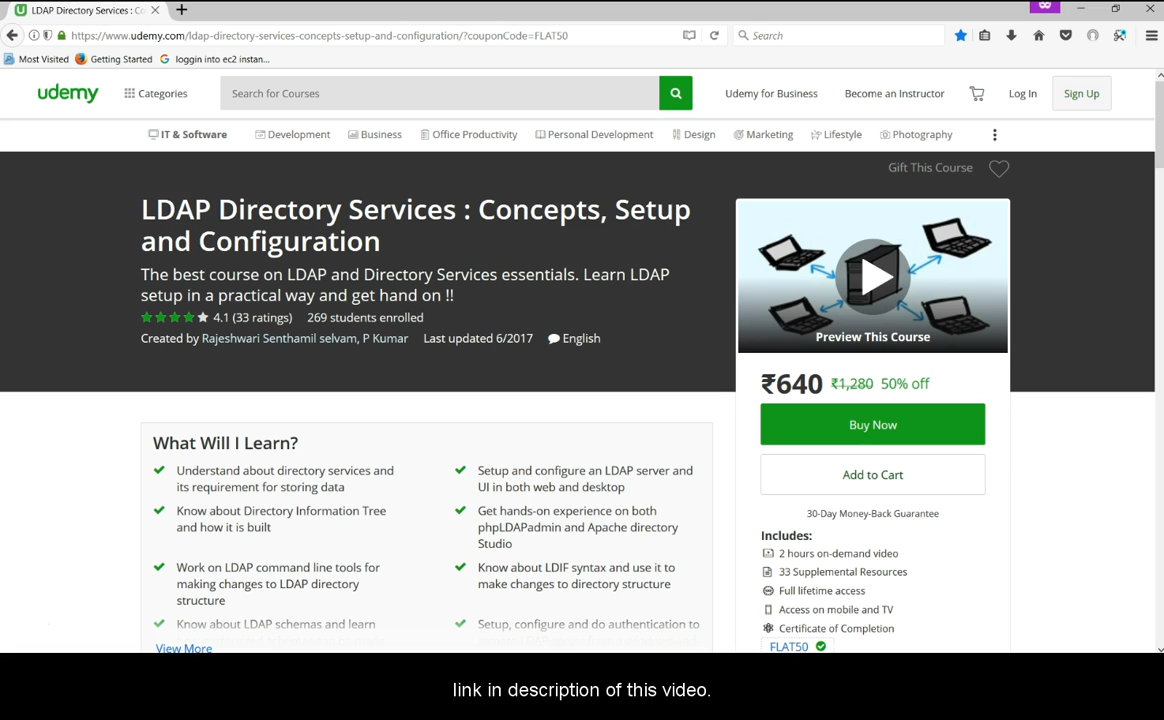 LDAP Directory Services : Co
https://www.udemy.com/ldap-directory-services-concepts-setup-and-configuration/?couponCode=FLAT50
Search
Most Visited Getting Started loggin into ec2 instan...
udemy Categories Search for Courses Udemy for Business Become an Instructor Log In Sign Up
IT & Software Development Business Office Productivity Personal Development Design Marketing Lifestyle Photography
Gift This Course
LDAP Directory Services : Concepts, Setup
and Configuration
The best course on LDAP and Directory Services essentials. Learn LDAP
setup in a practical way and get hand on !!
4.1 (33 ratings) 269 students enrolled
Created by Rajeshwari Senthamil selvam, P Kumar Last updated 6/2017 English
Preview This Course
₹640 ₹1,280 50% off
Buy Now
Add to Cart
30-Day Money-Back Guarantee
Includes:
2 hours on-demand video
33 Supplemental Resources
Full lifetime access
Access on mobile and TV
Certificate of Completion
FLAT50
What Will I Learn?
Understand about directory services and
its requirement for storing data
Know about Directory Information Tree
and how it is built
Work on LDAP command line tools for
making changes to LDAP directory
structure
Know about LDAP schemas and learn
Setup and configure an LDAP server and
UI in both web and desktop
Get hands-on experience on both
phpLDAPadmin and Apache directory
Studio
Know about LDIF syntax and use it to
make changes to directory structure
Setup, configure and do authentication to
View More
link in description of this video.